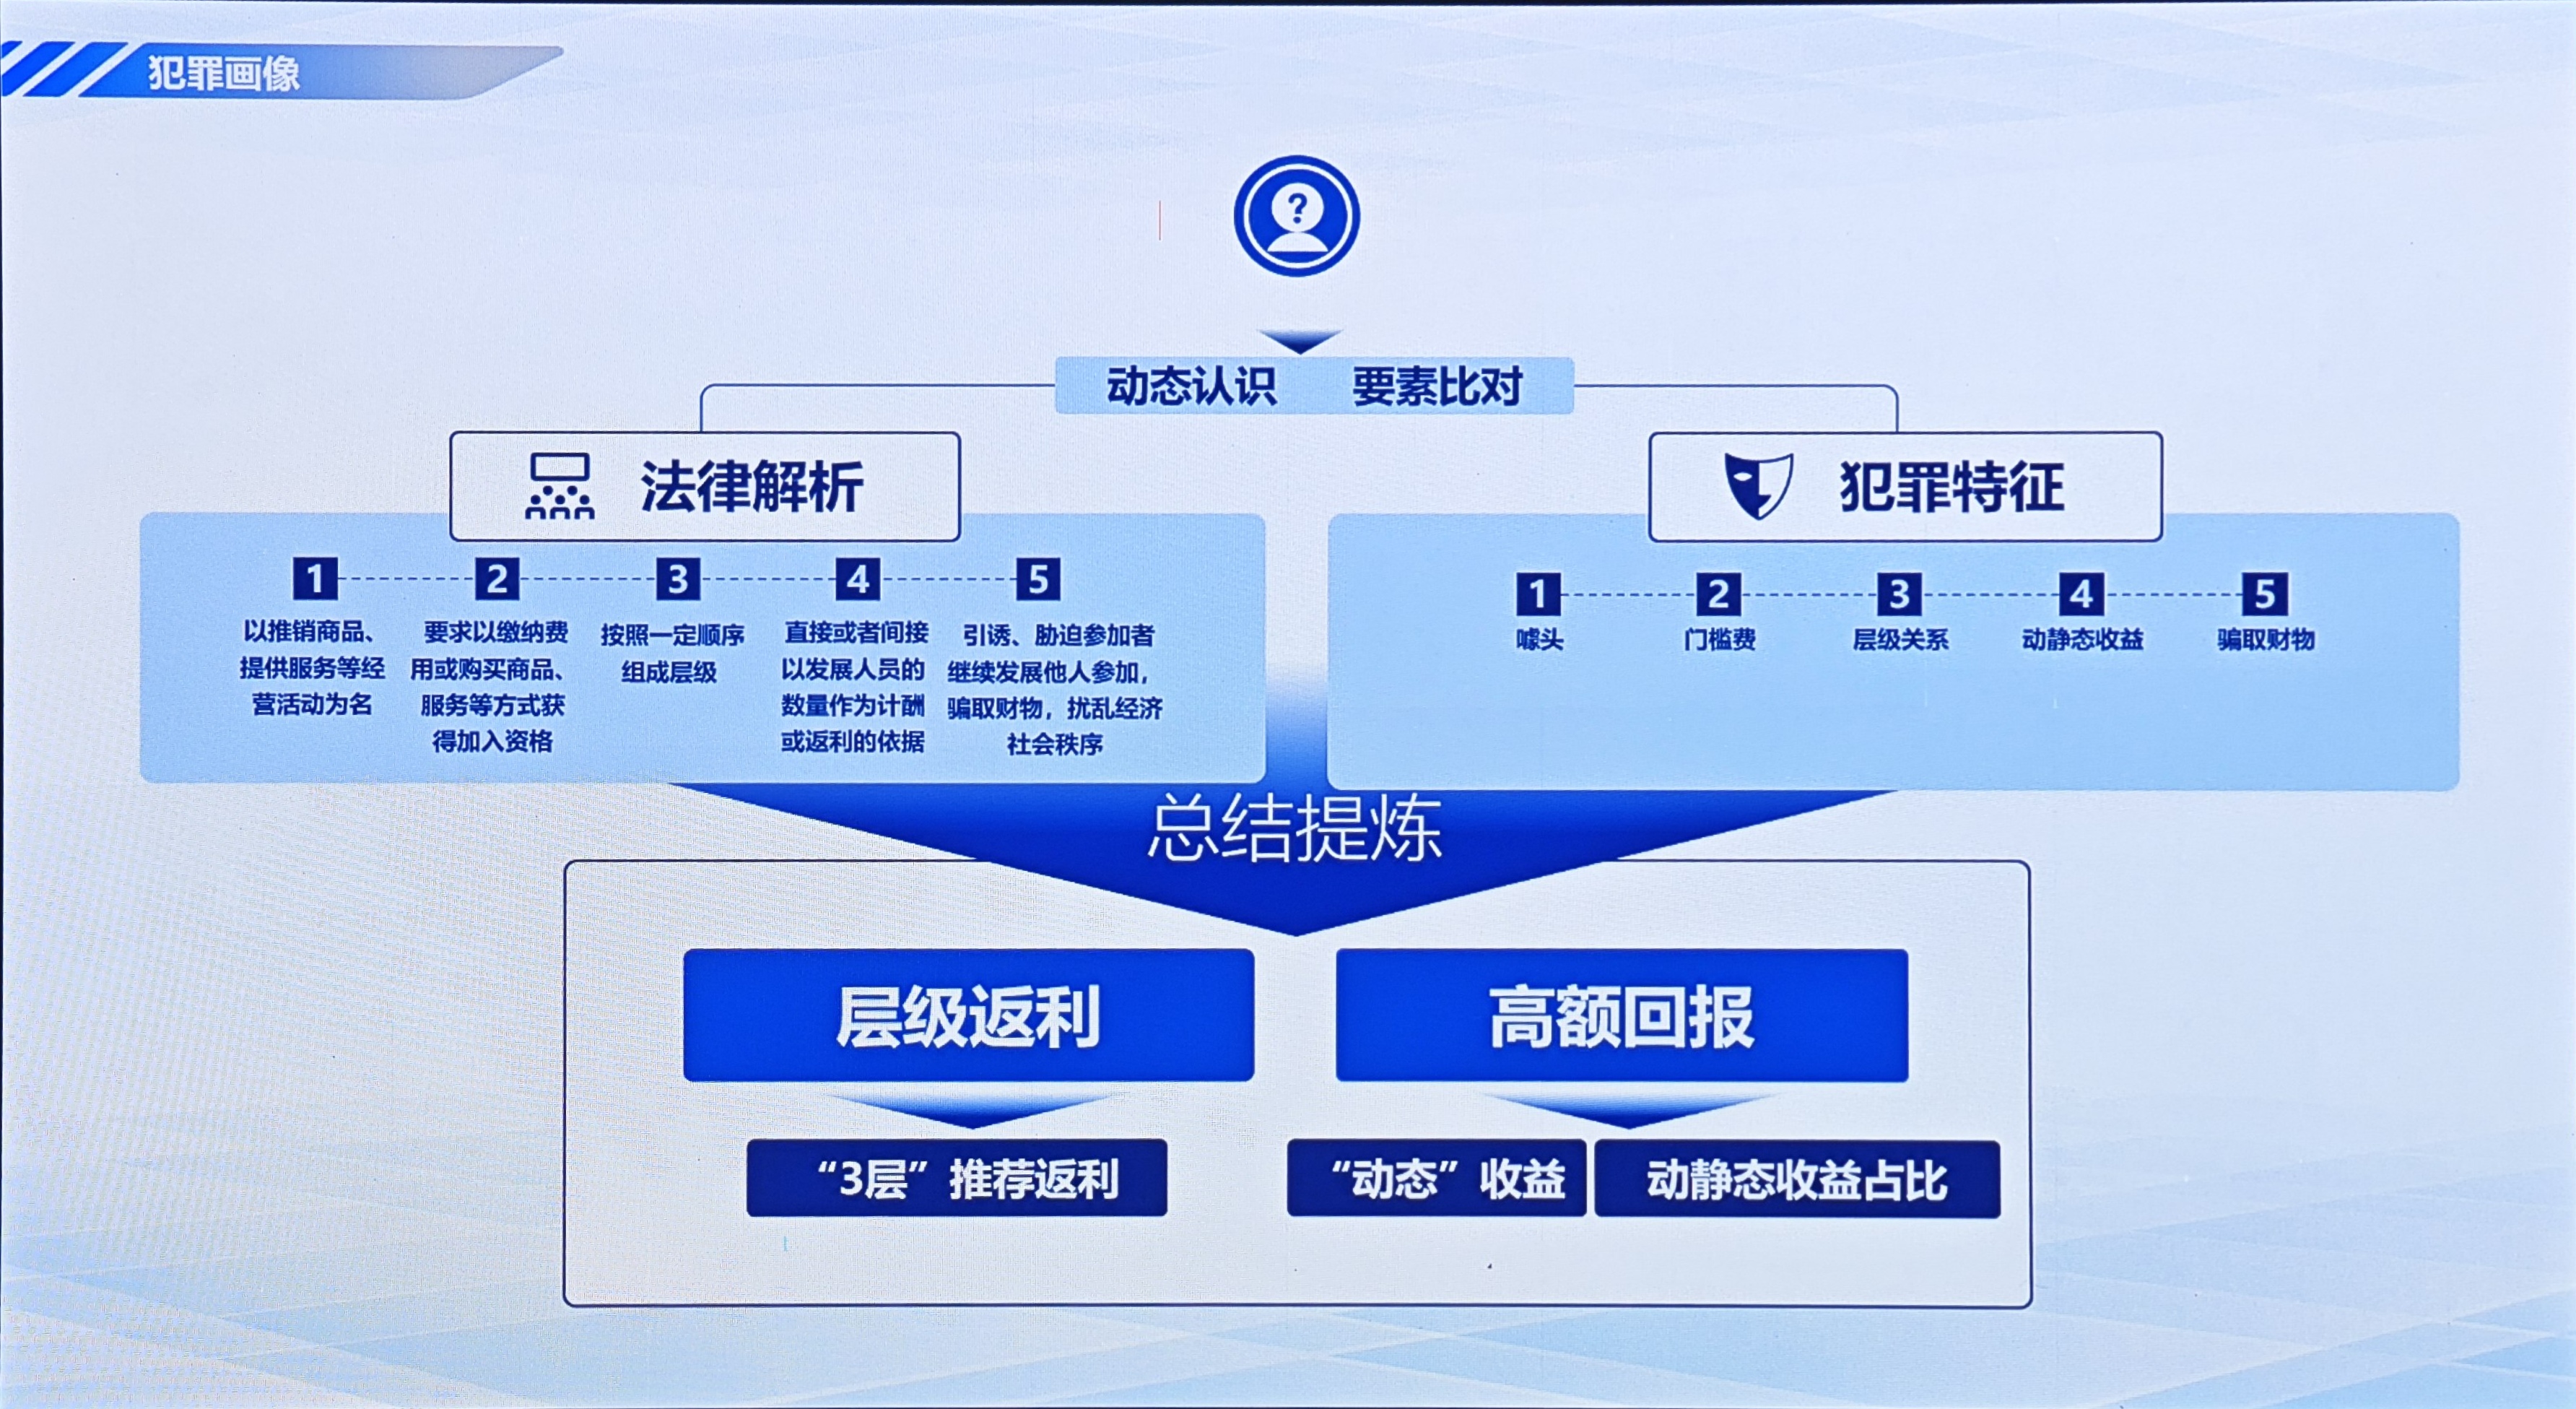 犯罪画像
?
动态认识 要素比对
法律解析
1
以推销商品、
提供服务等经
营活动为名
2
要求以缴纳费
用或购买商品、
服务等方式获
得加入资格
3
按照一定顺序
组成层级
4
直接或者间接
以发展人员的
数量作为计酬
或返利的依据
5
引诱、胁迫参加者
继续发展他人参加，
骗取财物，扰乱经济
社会秩序
犯罪特征
1
噱头
2
门槛费
3
层级关系
4
动静态收益
5
骗取财物
总结提炼
层级返利
“3层”推荐返利
高额回报
“动态”收益
动静态收益占比